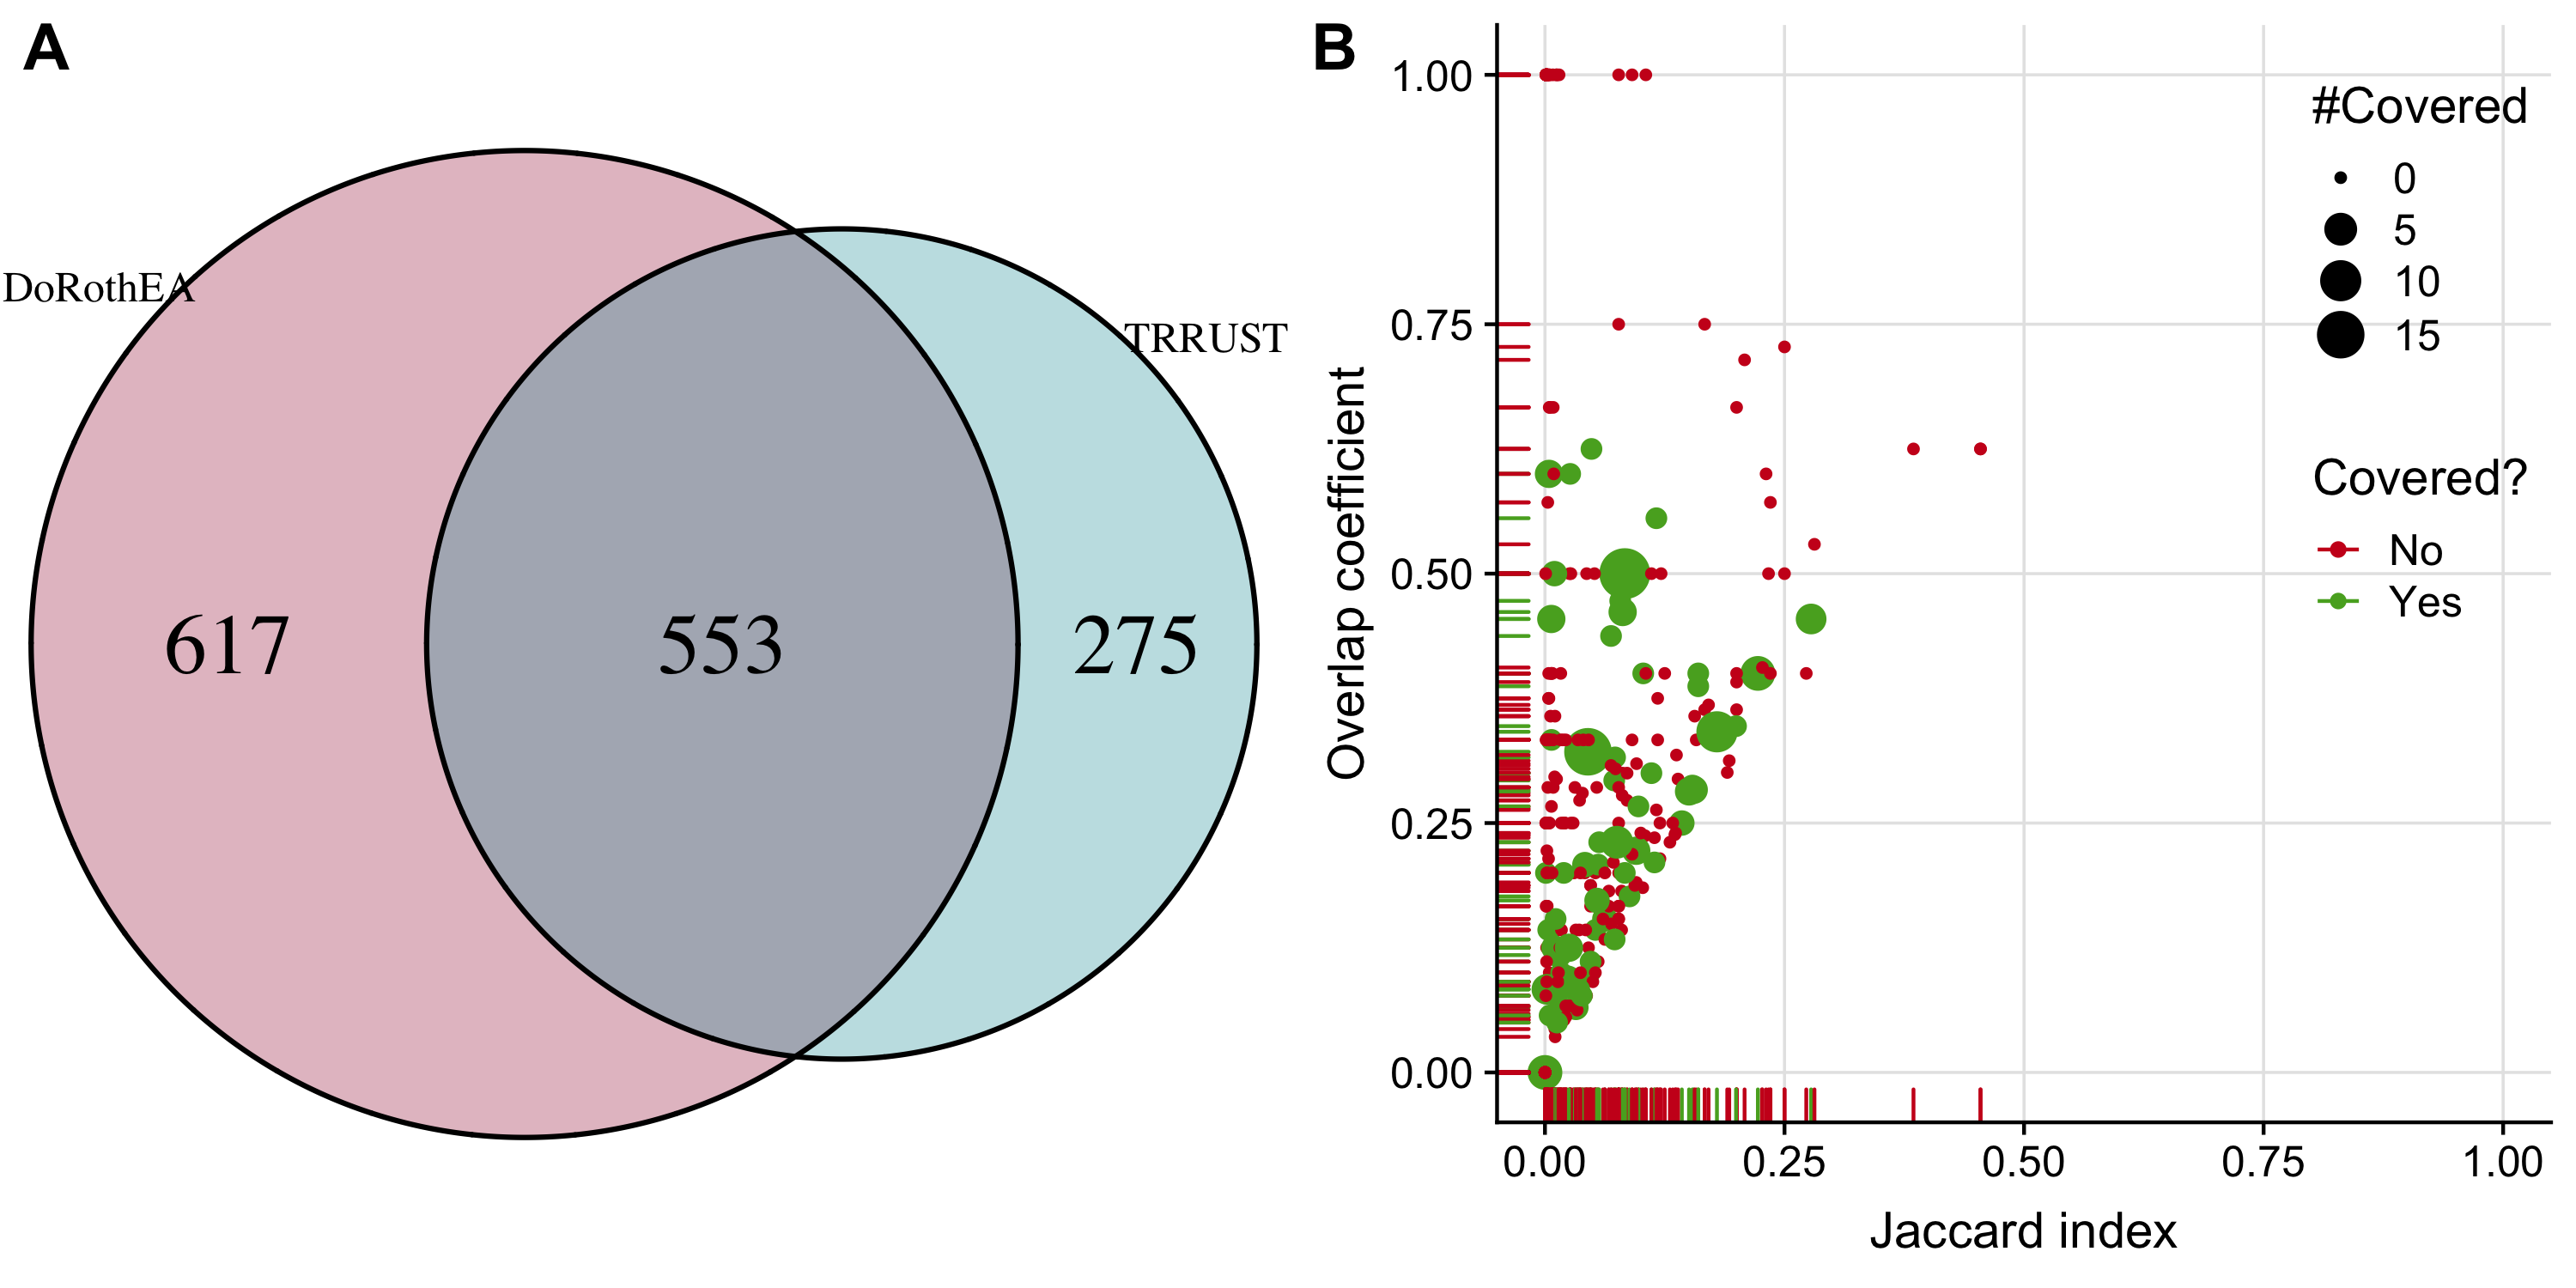 A
DoRothEA
TRRUST
617
553
275
B
Overlap coefficient
1.00
0.75
0.50
0.25
0.00
0.00 0.25 0.50 0.75 1.00
Jaccard index
#Covered
0
5
10
15
Covered?
No
Yes